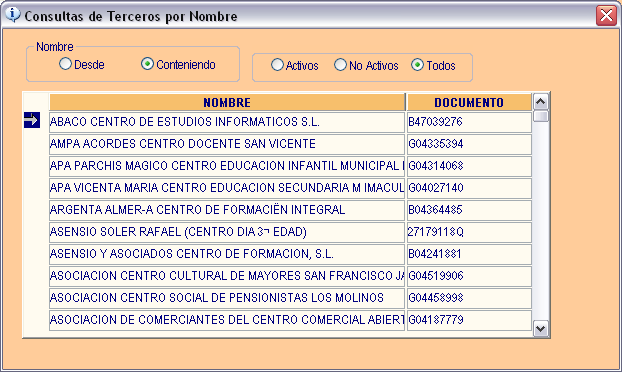 Consultas de Terceros por Nombre
Nombre
Desde Conteniendo Activos No Activos Todos
NOMBRE DOCUMENTO
ABACO CENTRO DE ESTUDIOS INFORMATICOS S.L. B47039276
AMPA ACORDES CENTRO DOCENTE SAN VICENTE G04335394
APA PARCHIS MAGICO CENTRO EDUCACION INFANTIL MUNICIPAL G04314068
APA VICENTA MARIA CENTRO EDUCACION SECUNDARIA M IMACUL G04027140
ARGENTA ALMER-A CENTRO DE FORMACIËN INTEGRAL B04364485
ASENSIO SOLER RAFAEL (CENTRO DIA 3¬ EDAD) 27179118Q
ASENSIO Y ASOCIADOS CENTRO DE FORMACION, S.L. B04241881
ASOCIACION CENTRO CULTURAL DE MAYORES SAN FRANCISCO JA G04519906
ASOCIACION CENTRO SOCIAL DE PENSIONISTAS LOS MOLINOS G04458998
ASOCIACION DE COMERCIANTES DEL CENTRO COMERCIAL ABIERT G04187779